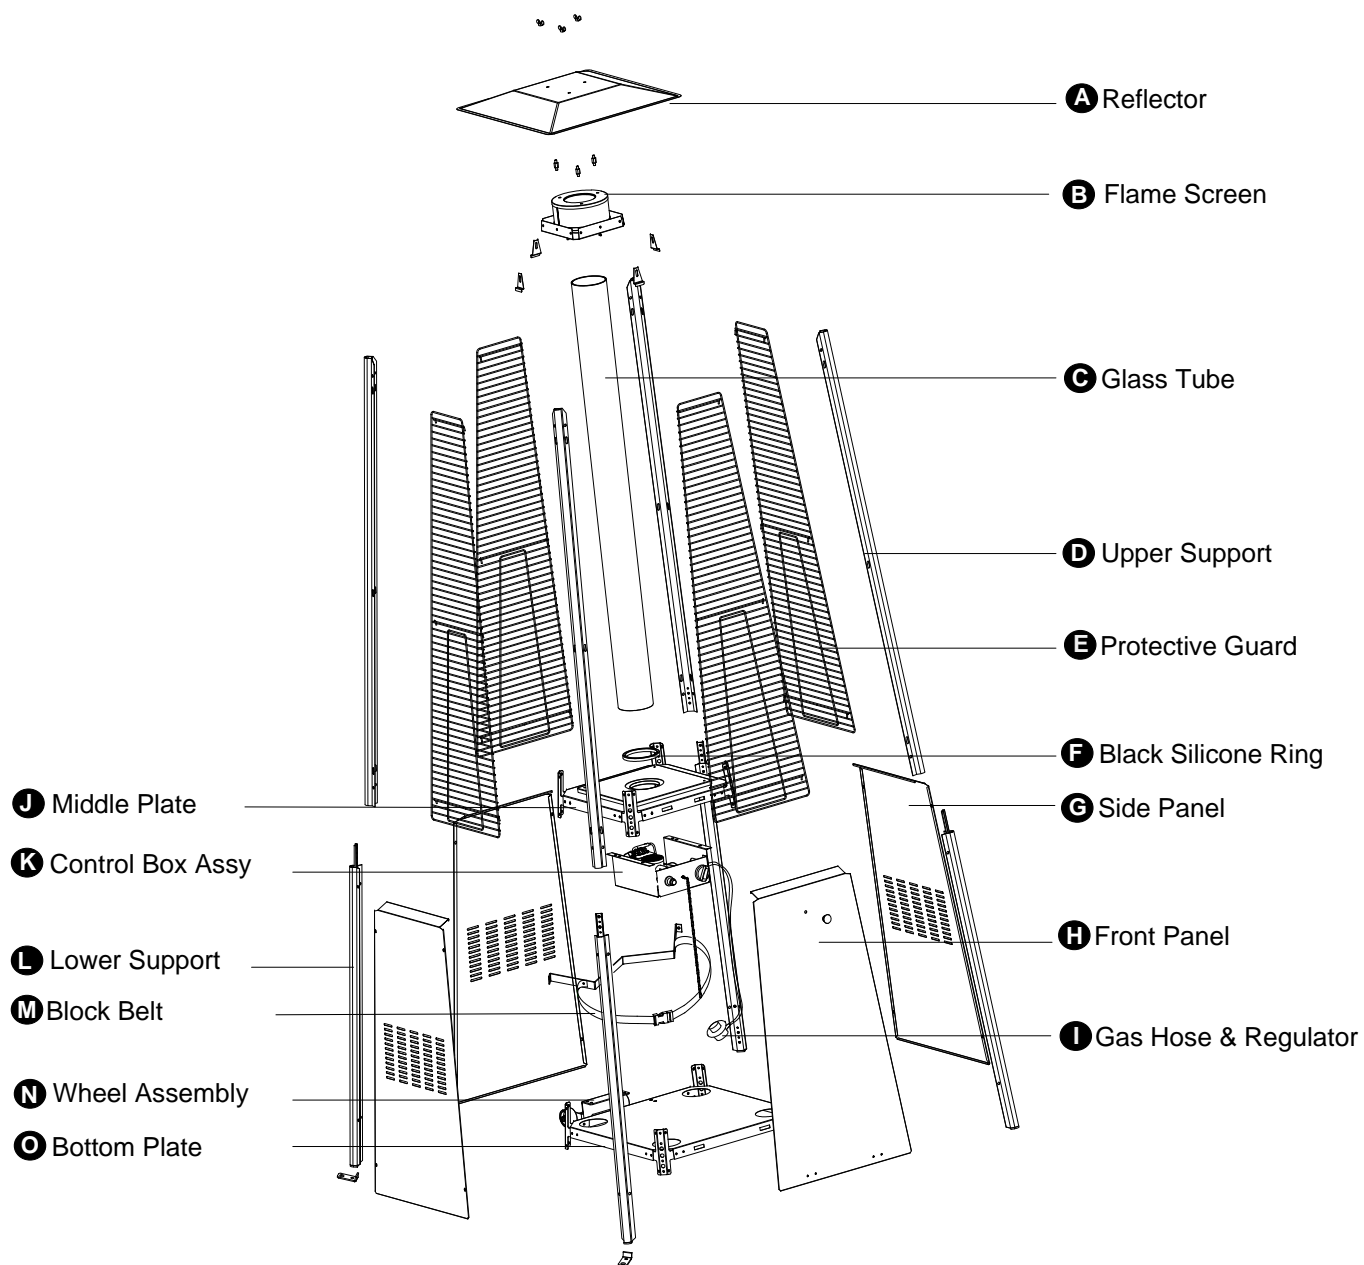 A Reflector
B Flame Screen
C Glass Tube
D Upper Support
E Protective Guard
F Black Silicone Ring
G Side Panel
H Front Panel
I Gas Hose & Regulator
J Middle Plate
K Control Box Assy
L Lower Support
M Block Belt
N Wheel Assembly
O Bottom Plate